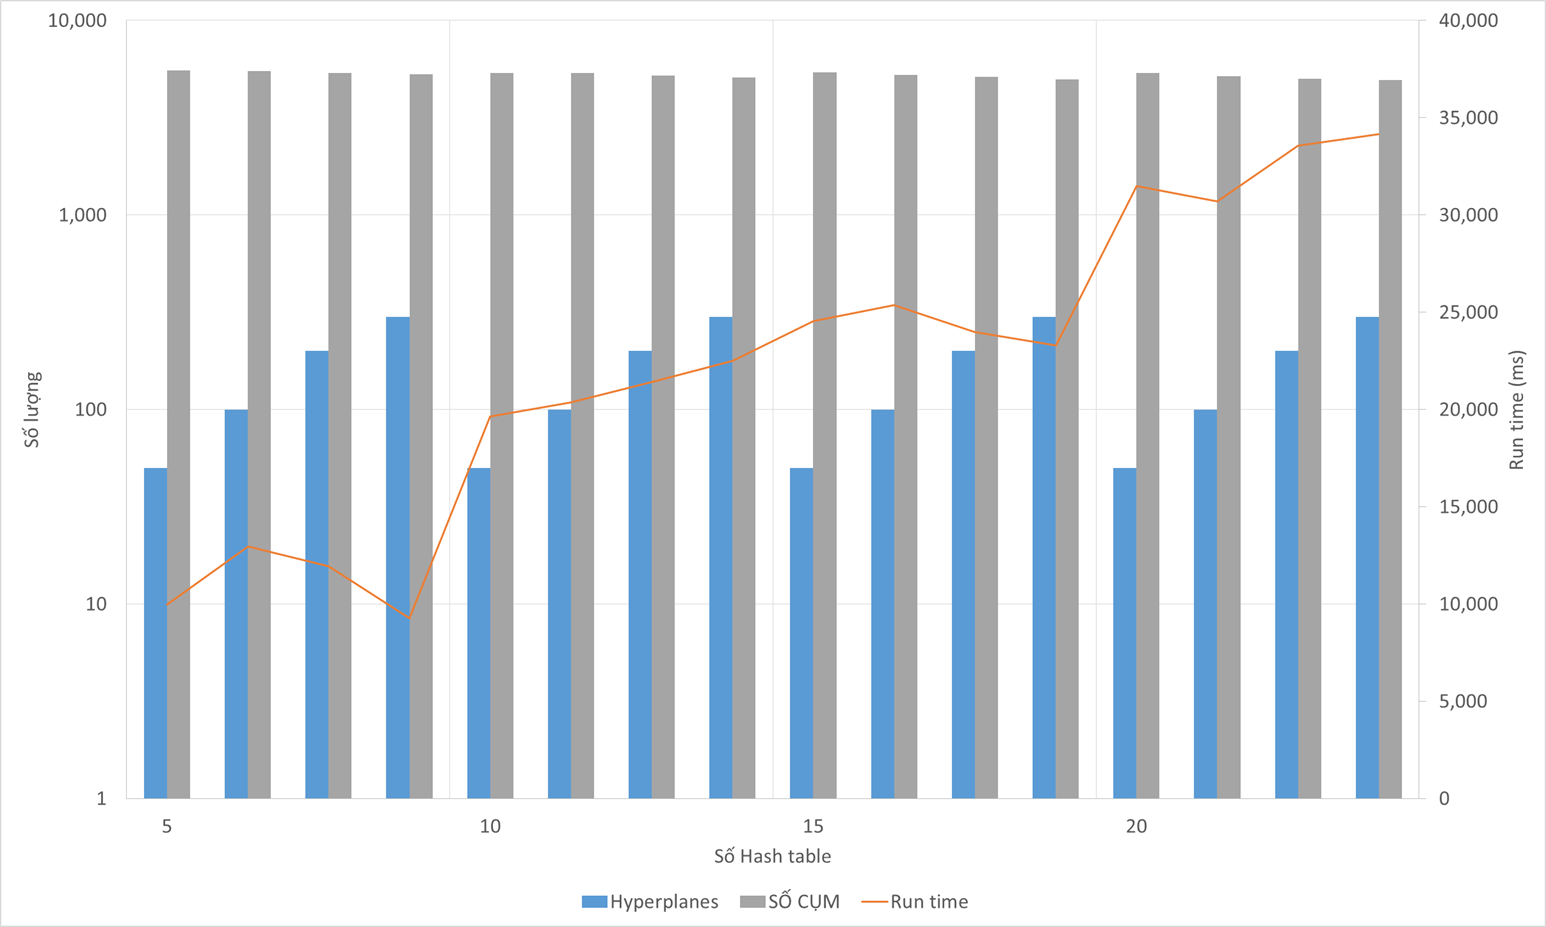 10,000
1,000
100
10
1
Số lượng
40,000
35,000
30,000
25,000
20,000
15,000
10,000
5,000
0
Run time (ms)
5 10 15 20
Số Hash table
Hyperplanes SỐ CỤM Run time